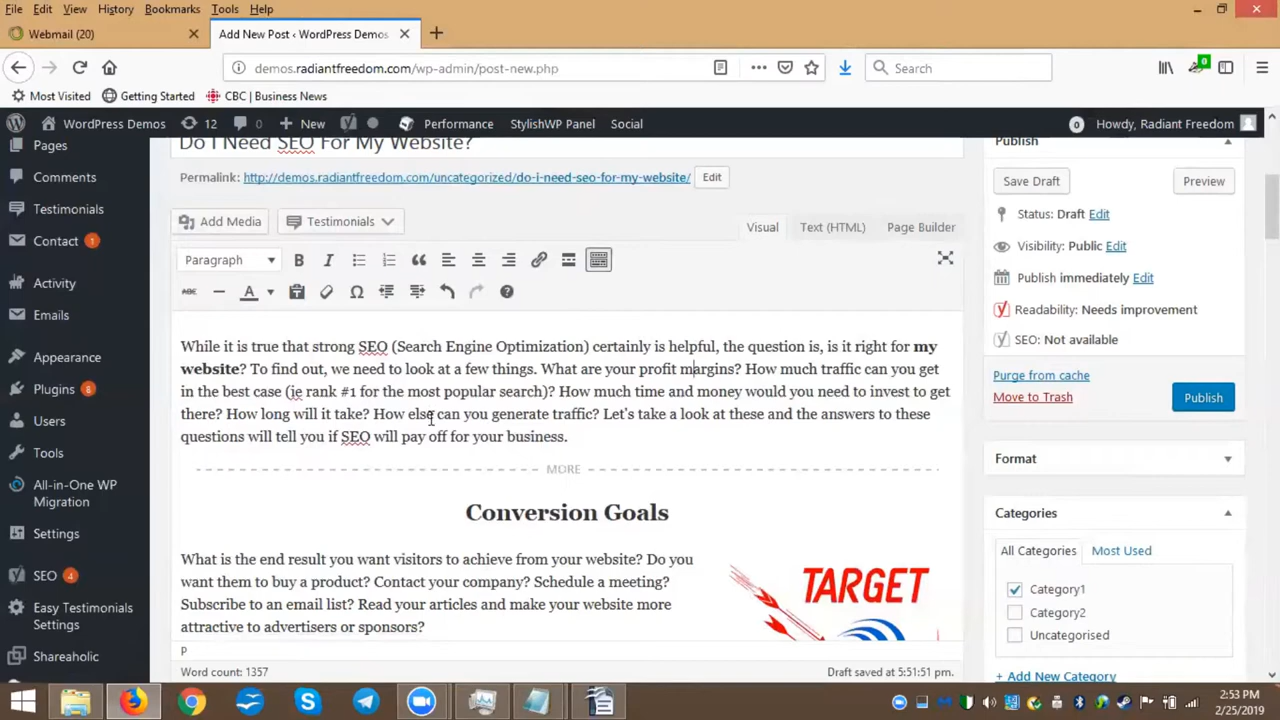 File Edit View History Bookmarks Tools Help
Webmail (20)
Add New Post ‹ WordPress Demos
demos.radiantfreedom.com/wp-admin/post-new.php
Search
Most Visited Getting Started CBC | Business News
WordPress Demos 12 0 New Performance StylishWP Panel Social 0 Howdy, Radiant Freedom
Pages
Comments
Testimonials
Contact 1
Activity
Emails
Appearance
Plugins 8
Users
Tools
All-in-One WP
Migration
Settings
SEO 4
Easy Testimonials
Settings
Shareaholic
Do I Need SEO For My Website?
Permalink: http://demos.radiantfreedom.com/uncategorized/do-i-need-seo-for-my-website/ Edit
Add Media Testimonials
Visual Text (HTML) Page Builder
Paragraph B I
ABC A
While it is true that strong SEO (Search Engine Optimization) certainly is helpful, the question is, is it right for my
website? To find out, we need to look at a few things. What are your profit margins? How much traffic can you get
in the best case (ie rank #1 for the most popular search)? How much time and money would you need to invest to get
there? How long will it take? How else can you generate traffic? Let's take a look at these and the answers to these
questions will tell you if SEO will pay off for your business.
MORE
Conversion Goals
What is the end result you want visitors to achieve from your website? Do you
want them to buy a product? Contact your company? Schedule a meeting?
Subscribe to an email list? Read your articles and make your website more
attractive to advertisers or sponsors?
TARGET
P
Word count: 1357
Draft saved at 5:51:51 pm.
Publish
Save Draft Preview
Status: Draft Edit
Visibility: Public Edit
Publish immediately Edit
Readability: Needs improvement
SEO: Not available
Purge from cache
Move to Trash
Publish
Format
Categories
All Categories Most Used
Category1
Category2
Uncategorised
+ Add New Category
2:53 PM
2/25/2019